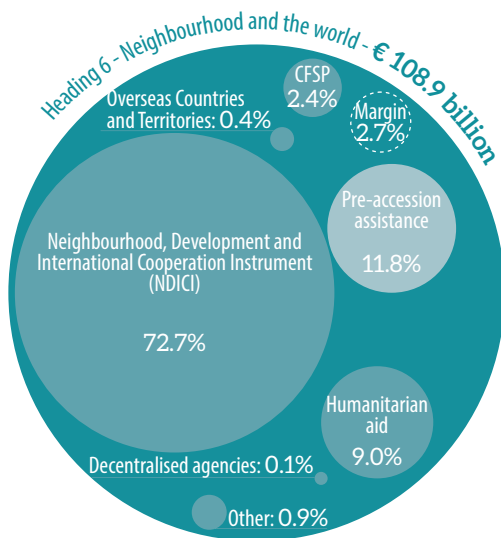 Heading 6 - Neighbourhood and the world - € 108.9 billion
CFSP
2.4%
Overseas Countries
and Territories: 0.4%
Margin
2.7%
Pre-accession
assistance
11.8%
Neighbourhood, Development and
International Cooperation Instrument
(NDICI)
72.7%
Humanitarian
aid
9.0%
Decentralised agencies: 0.1%
Other: 0.9%